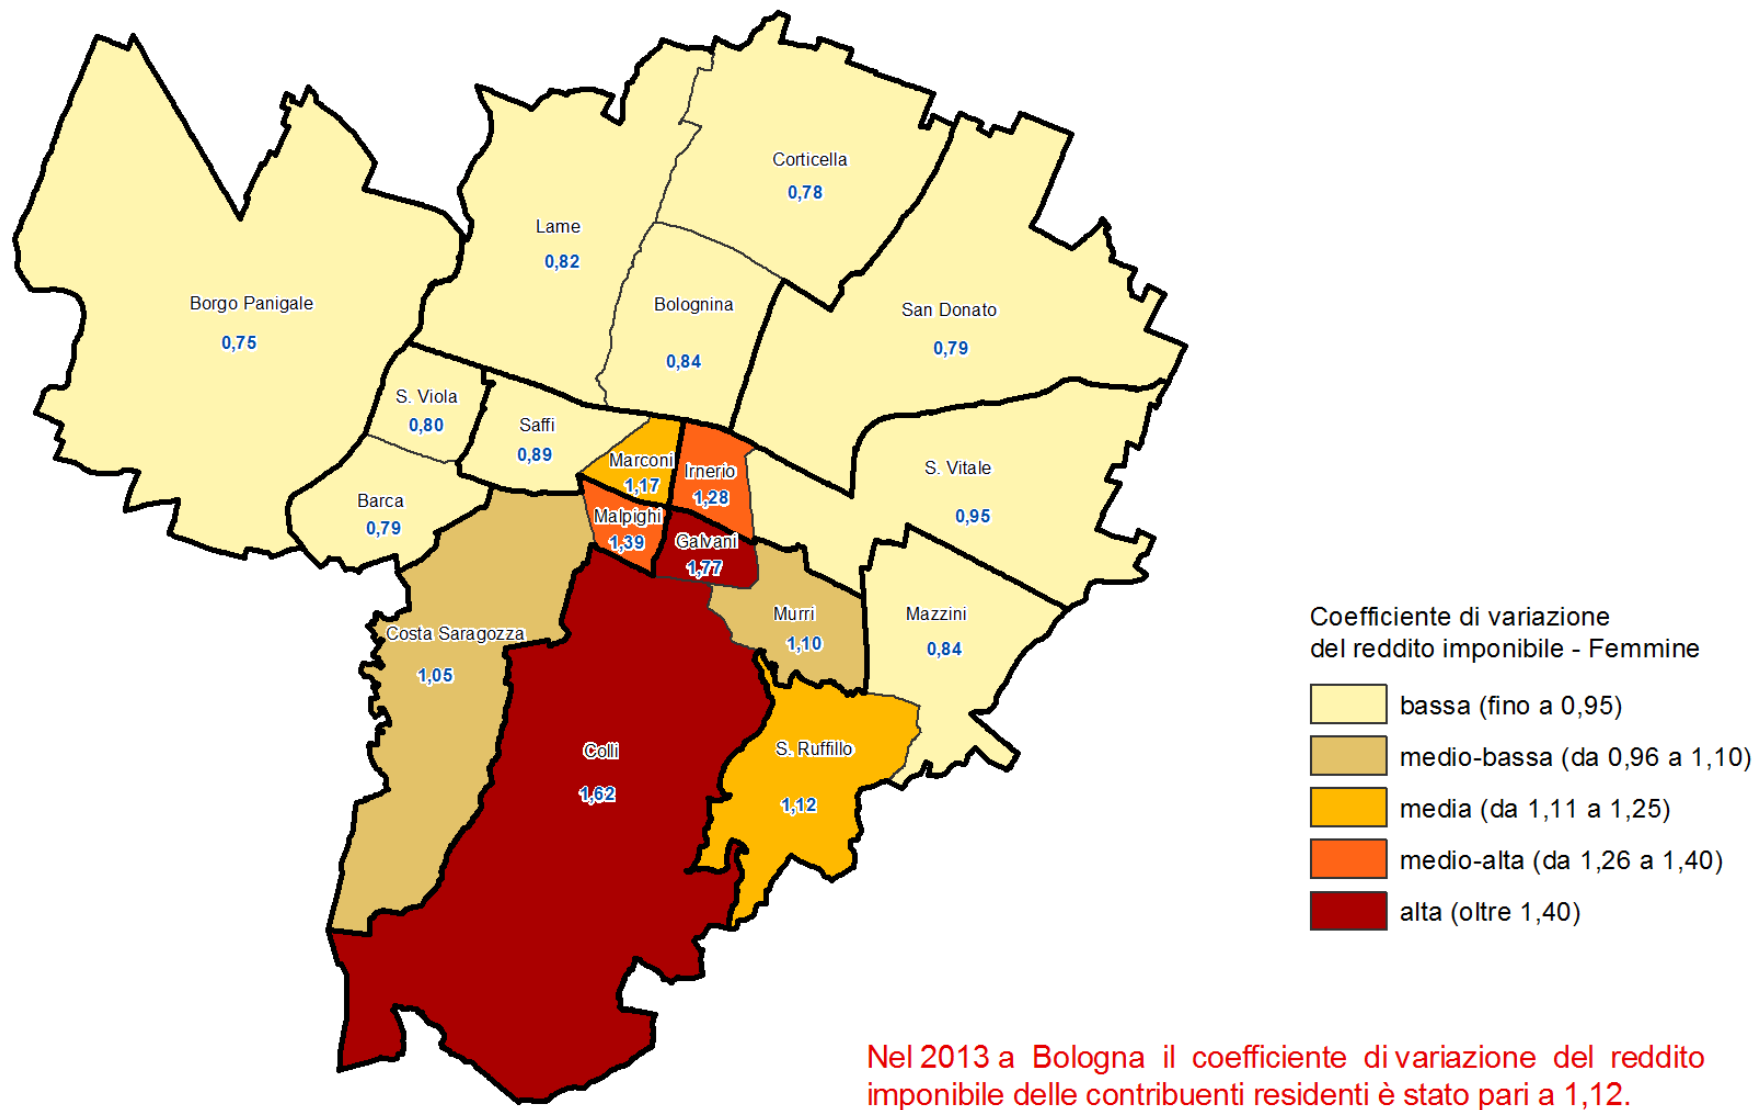 Corticella
0,78
Lame
0,82
Borgo Panigale
0,75
Bolognina
0,84
San Donato
0,79
S. Viola
0,80
Saffi
0,89
Marconi
1,17
Irnerio
1,28
S. Vitale
0,95
Barca
0,79
Malpighi
1,39
Galvani
1,77
Costa Saragozza
1,05
Murri
1,10
Mazzini
0,84
Colli
1,62
S. Ruffillo
1,12
Coefficiente di variazione
del reddito imponibile - Femmine
bassa (fino a 0,95)
medio-bassa (da 0,96 a 1,10)
media (da 1,11 a 1,25)
medio-alta (da 1,26 a 1,40)
alta (oltre 1,40)
Nel 2013 a Bologna il coefficiente di variazione del reddito
imponibile delle contribuenti residenti è stato pari a 1,12.